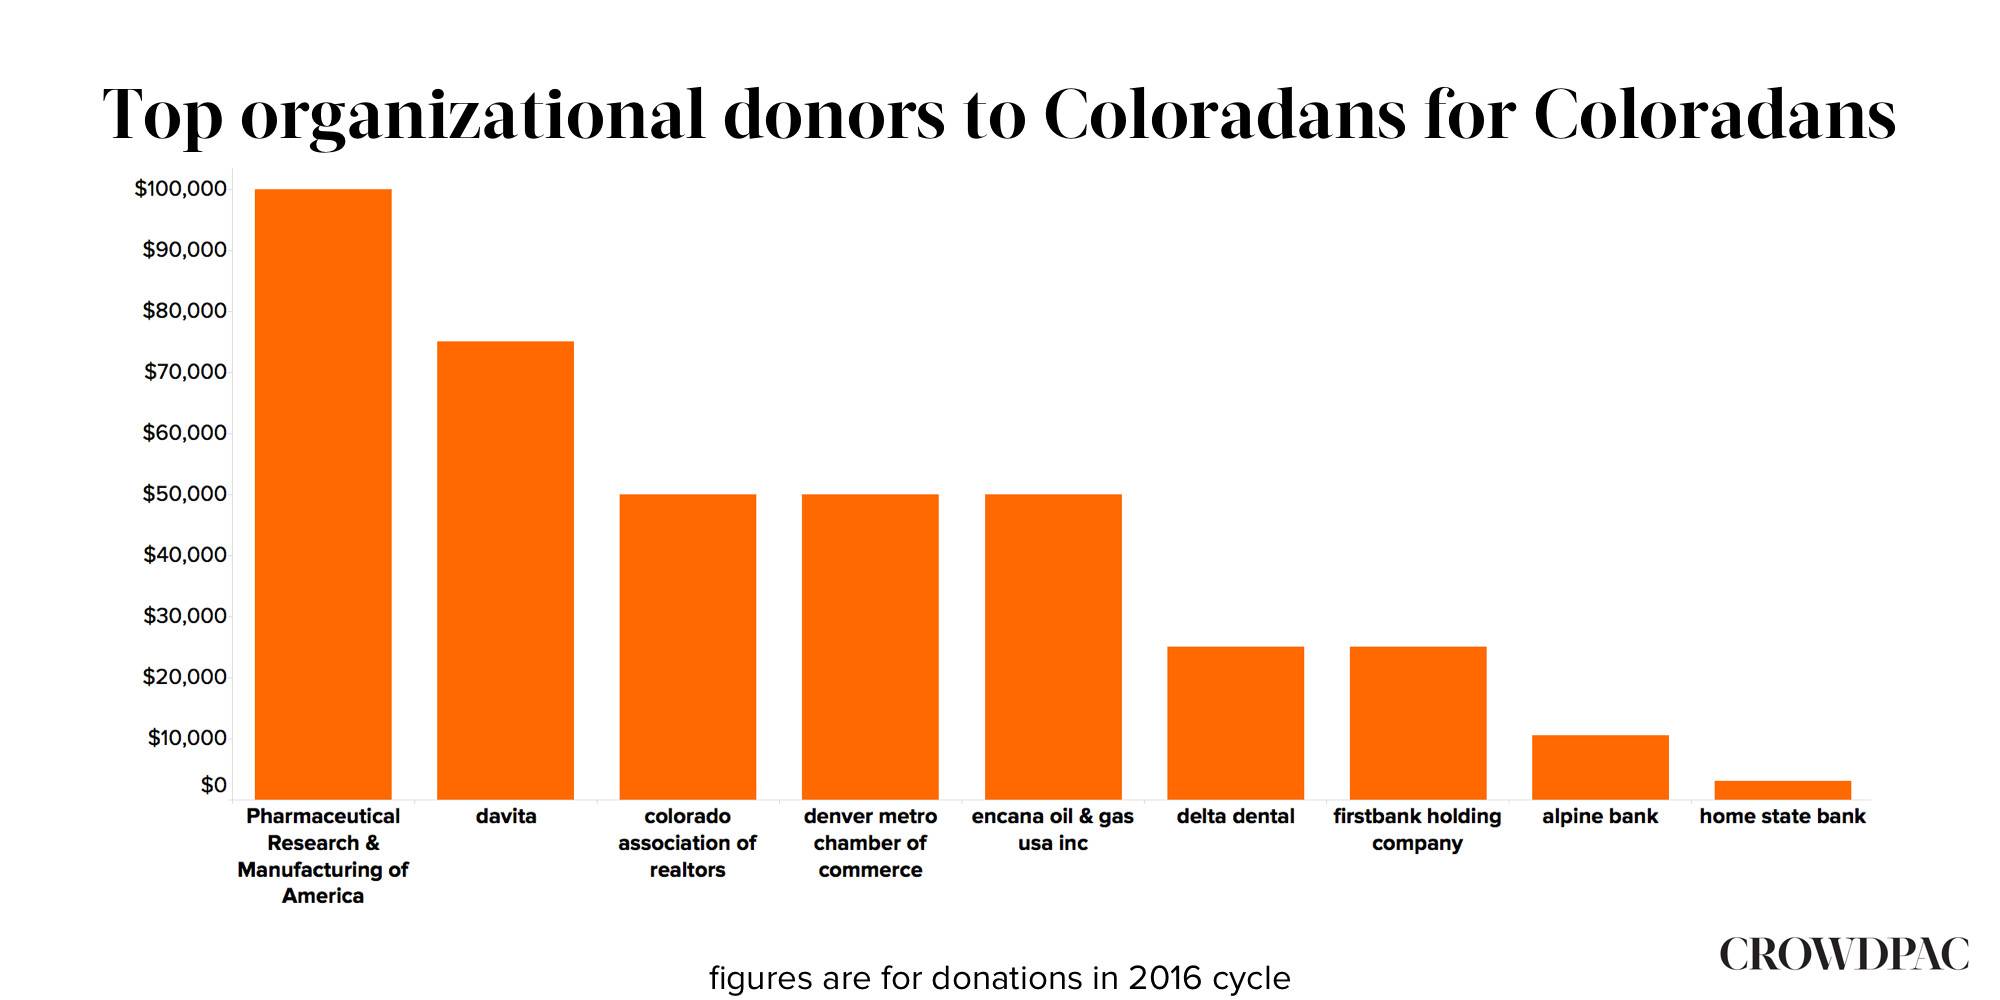 Top organizational donors to Coloradans for Coloradans
$100,000
$90,000
$80,000
$70,000
$60,000
$50,000
$40,000
$30,000
$20,000
$10,000
$0
Pharmaceutical
Research &
Manufacturing of
America
davita
colorado
association of
realtors
denver metro
chamber of
commerce
encana oil & gas
usa inc
delta dental
firstbank holding
company
alpine bank
home state bank
figures are for donations in 2016 cycle
CROWDPAC